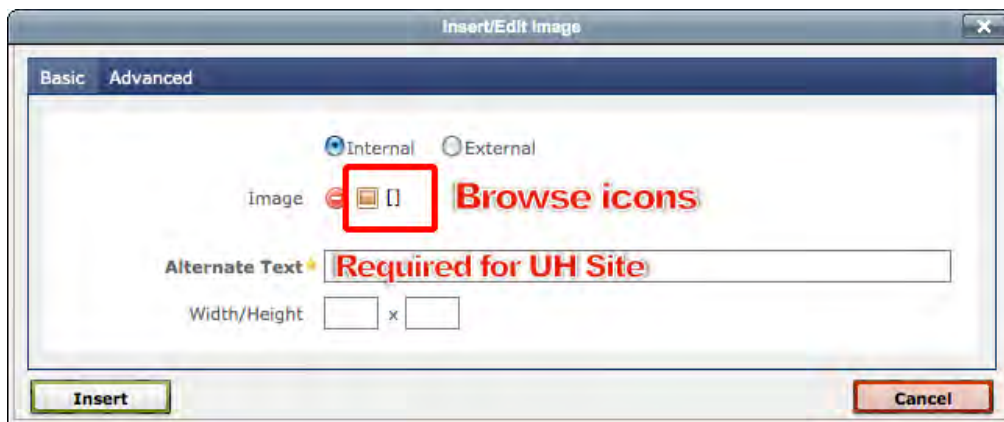 Insert/Edit Image
Basic Advanced
Internal External
Image [] Browse icons
Alternate Text* Required for UH Site
Width/Height x
Insert Cancel